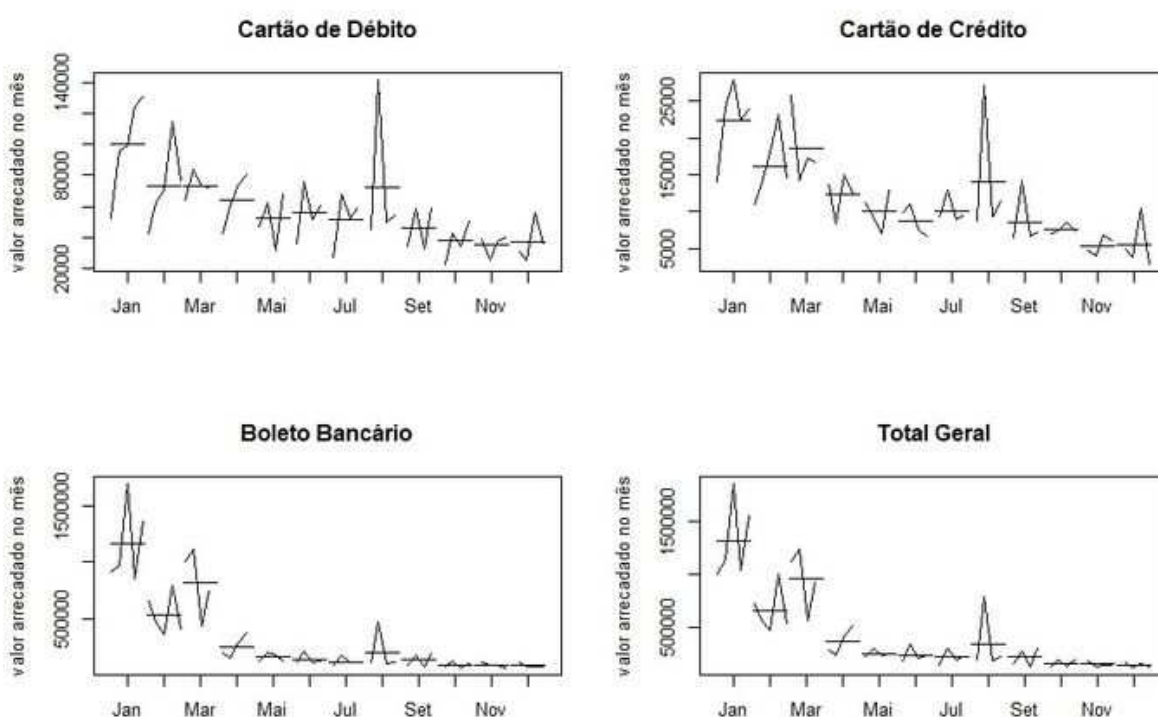 Cartão de Débito
valor arrecadado no mês
20000 80000 140000
Jan Mar Mai Jul Set Nov
Cartão de Crédito
valor arrecadado no mês
5000 15000 25000
Jan Mar Mai Jul Set Nov
Boleto Bancário
valor arrecadado no mês
500000 1500000
Jan Mar Mai Jul Set Nov
Total Geral
valor arrecadado no mês
500000 1500000
Jan Mar Mai Jul Set Nov